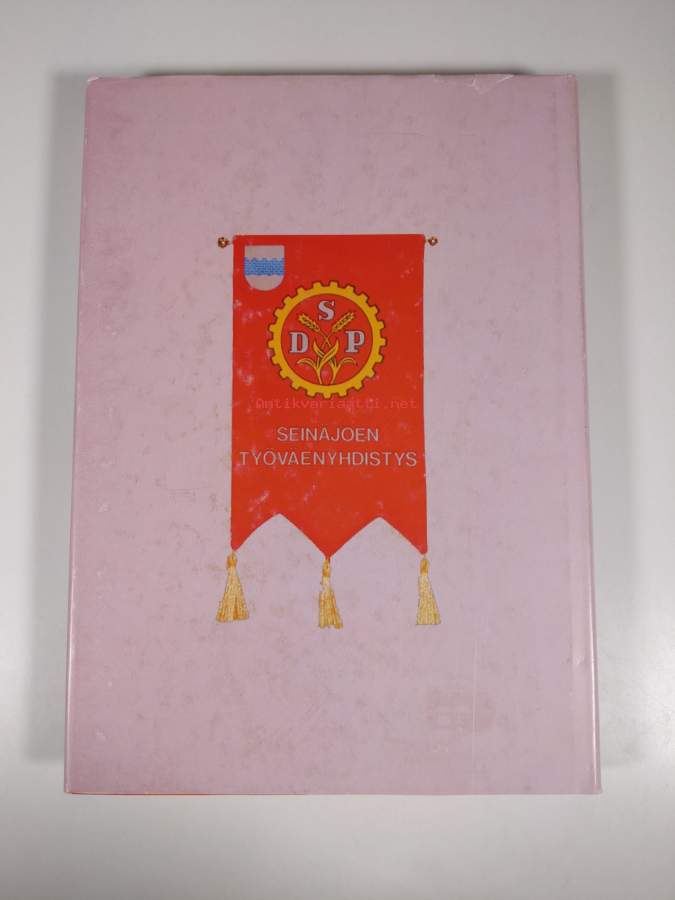 S
D P
Antikvariaatti.net
SEINÄJOEN
TYÖVÄENYHDISTYS